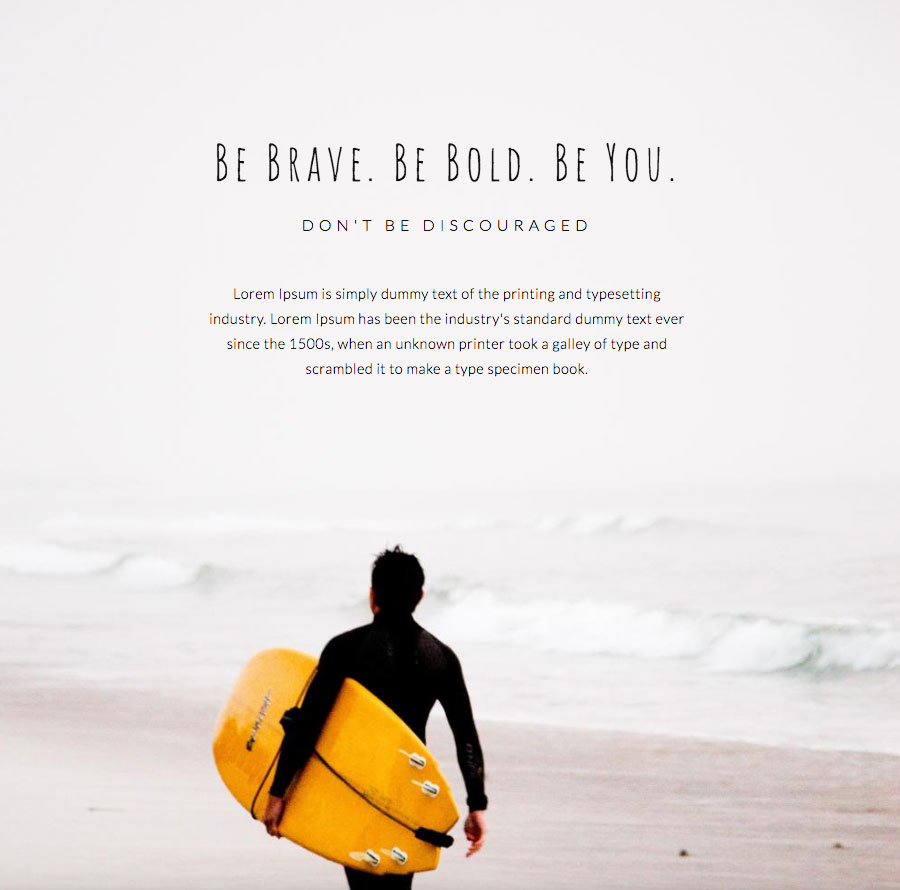 Be Brave. Be Bold. Be You.
DON'T BE DISCOURAGED
Lorem Ipsum is simply dummy text of the printing and typesetting
industry. Lorem Ipsum has been the industry's standard dummy text ever
since the 1500s, when an unknown printer took a galley of type and
scrambled it to make a type specimen book.